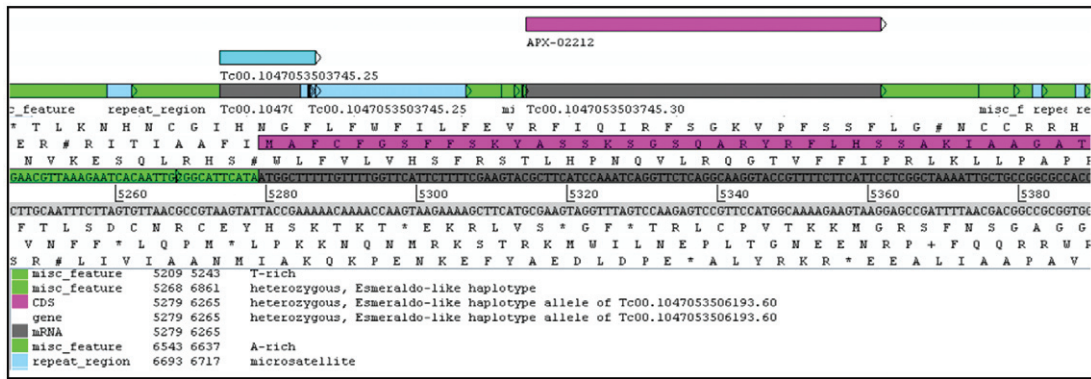 APX-02212
Tc00.1047053503745.25
c_feature repeat_region Tc00.10470 Tc00.1047053503745.25 mi Tc00.1047053503745.30 misc_f repea re
* T L K N H N C G I H N G F L F W F I L F E V R F I Q I R F S G K V P F S S F L G # N C C R R H
E R # R I T I A A F I M A F C F G S F F S K Y A S S K S G S Q A R Y R F L H S S A K I A A G A T
N V K E S Q L R H S # W L F V L V H S F R S T L H P N Q V L R Q G T V F F I P R L K L L P A P P
GAACGTTAAAGAATCACAATTGCGGCATTCATAATGGCTTTTTGTTTTGGTTCATTCTTTTCGAAGTACGCTTCATCCAAATCAGGTTCTCAGGCAAGGTACCGTTTTCTTCATTCCTCGGCTAAAATTGCTGCCGGCGCCACC
5260 5280 5300 5320 5340 5360 5380
CTTGCAATTTCTTAGTGTTAACGCCGTAAGTATTACCGAAAAACAAAACCAAGTAAGAAAAGCTTCATGCGAAGTAGGTTTAGTCCAAGAGTCCGTTCCATGGCAAAAGAAGTAAGGAGCCGATTTTAACGACGGCCGCGGTGG
F T L S D C N R C E Y H S K T K T * E K R L V S * G F * T R L C P V T K K M G R S F N S G A G G
V N F F * L Q P M * L P K K N Q N M R K S T R K M W I L N E P L T G N E E N R P + F Q Q R R W
S R # L I V I A A N M I A K Q K P E N K E F Y A E D L D P E * A L Y R K R * E E A L I A A P A V
misc_feature 5209 5243 T-rich
misc_feature 5268 6861 heterozygous, Esmeraldo-like haplotype
CDS 5279 6265 heterozygous, Esmeraldo-like haplotype allele of Tc00.1047053506193.60
gene 5279 6265 heterozygous, Esmeraldo-like haplotype allele of Tc00.1047053506193.60
mRNA 5279 6265
misc_feature 6543 6637 A-rich
repeat_region 6693 6717 microsatellite